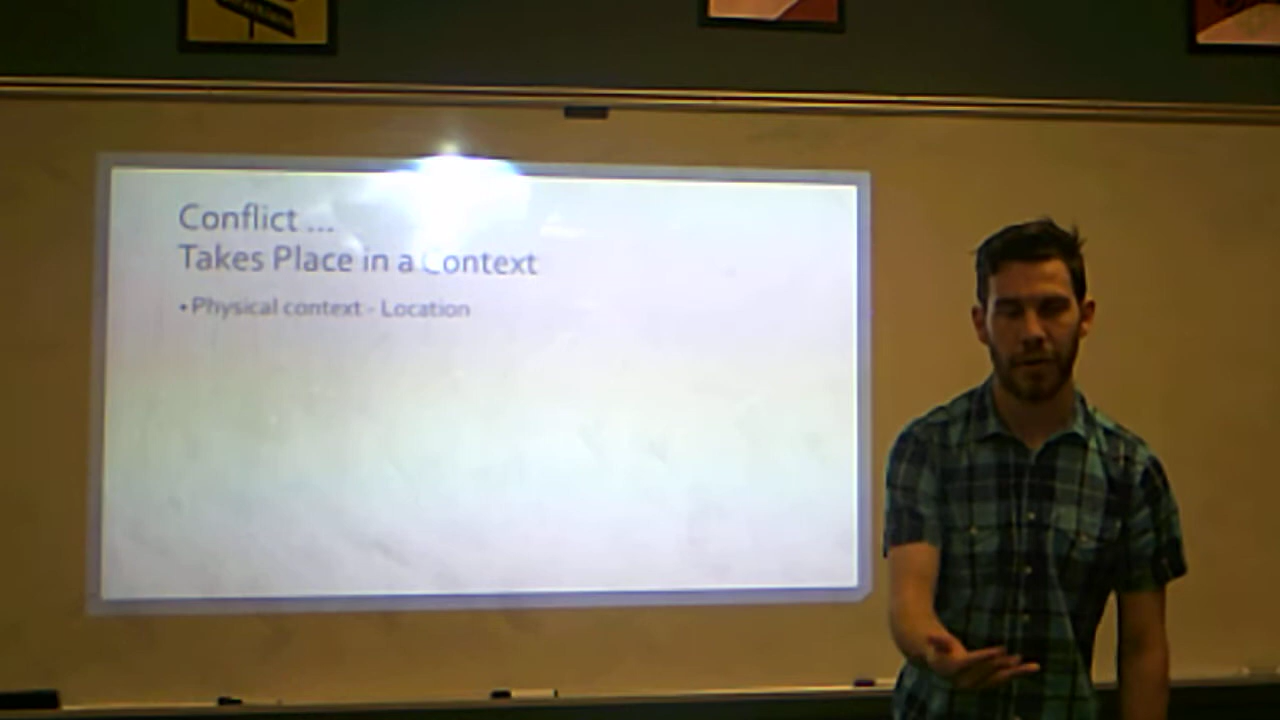 Conflict ...
Takes Place in a Context
• Physical context - Location